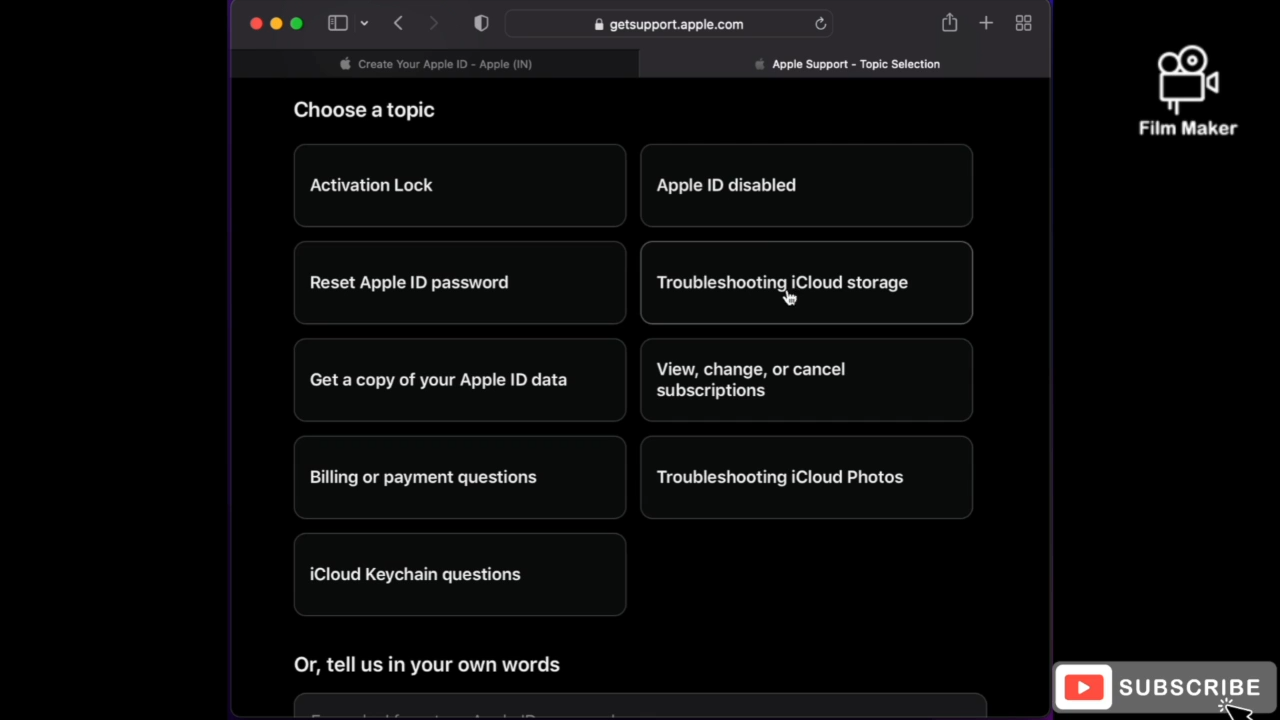 getsupport.apple.com
Create Your Apple ID - Apple (IN)
Apple Support - Topic Selection
Film Maker
Choose a topic
Activation Lock
Apple ID disabled
Reset Apple ID password
Troubleshooting iCloud storage
Get a copy of your Apple ID data
View, change, or cancel
subscriptions
Billing or payment questions
Troubleshooting iCloud Photos
iCloud Keychain questions
Or, tell us in your own words
SUBSCRIBE